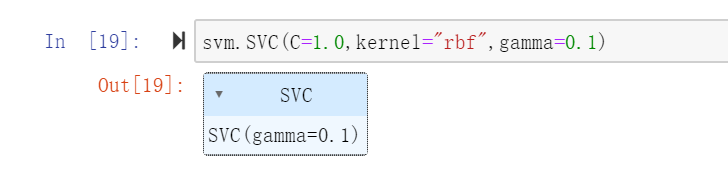 In [19]: svm.SVC(C=1.0,kernel="rbf",gamma=0.1)
Out[19]:
▼ SVC
SVC(gamma=0.1)